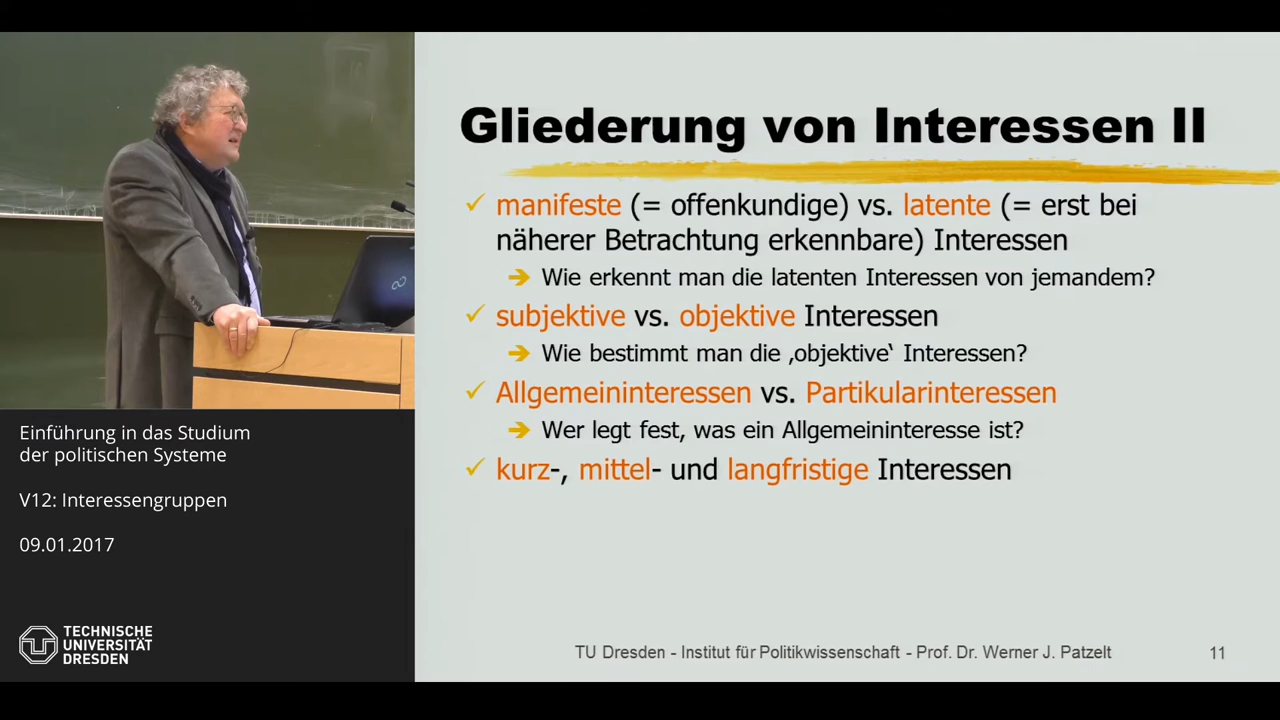 Gliederung von Interessen II
✓ manifeste (= offenkundige) vs. latente (= erst bei
näherer Betrachtung erkennbare) Interessen
➔ Wie erkennt man die latenten Interessen von jemandem?
✓ subjektive vs. objektive Interessen
➔ Wie bestimmt man die ‚objektive‘ Interessen?
✓ Allgemeininteressen vs. Partikularinteressen
➔ Wer legt fest, was ein Allgemeininteresse ist?
✓ kurz-, mittel- und langfristige Interessen
TU Dresden - Institut für Politikwissenschaft - Prof. Dr. Werner J. Patzelt
11
Einführung in das Studium
der politischen Systeme
V12: Interessengruppen
09.01.2017
TECHNISCHE
UNIVERSITÄT
DRESDEN